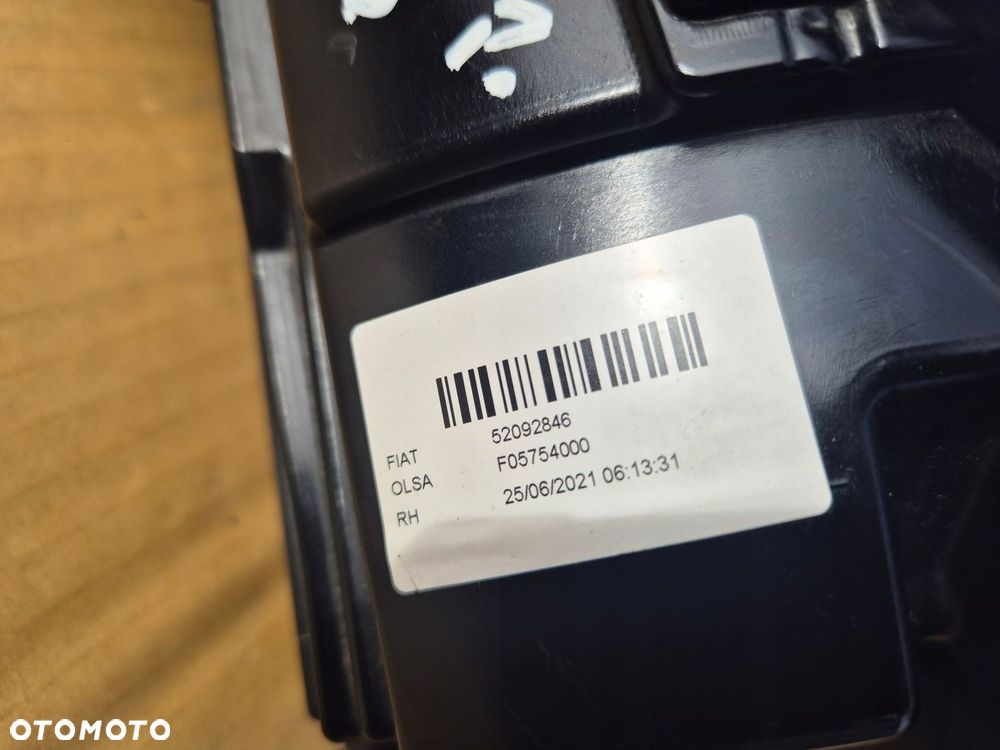 FIAT 52092846
OLSA F05754000
RH 25/06/2021 06:13:31
OTOMOTO